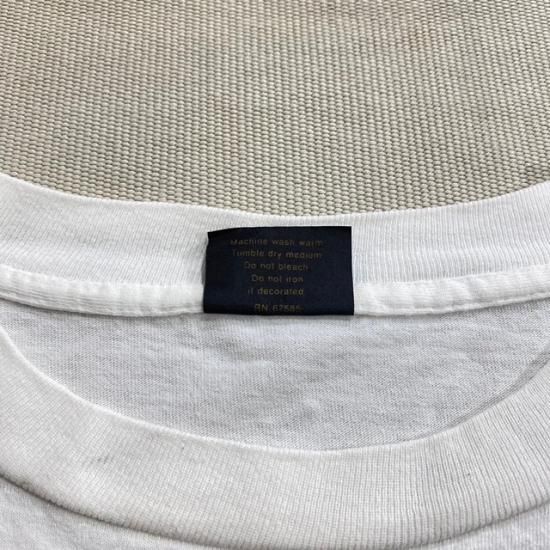 Machine wash warm
Tumble dry medium
Do not bleach
Do not iron
if decorated
RN 67585